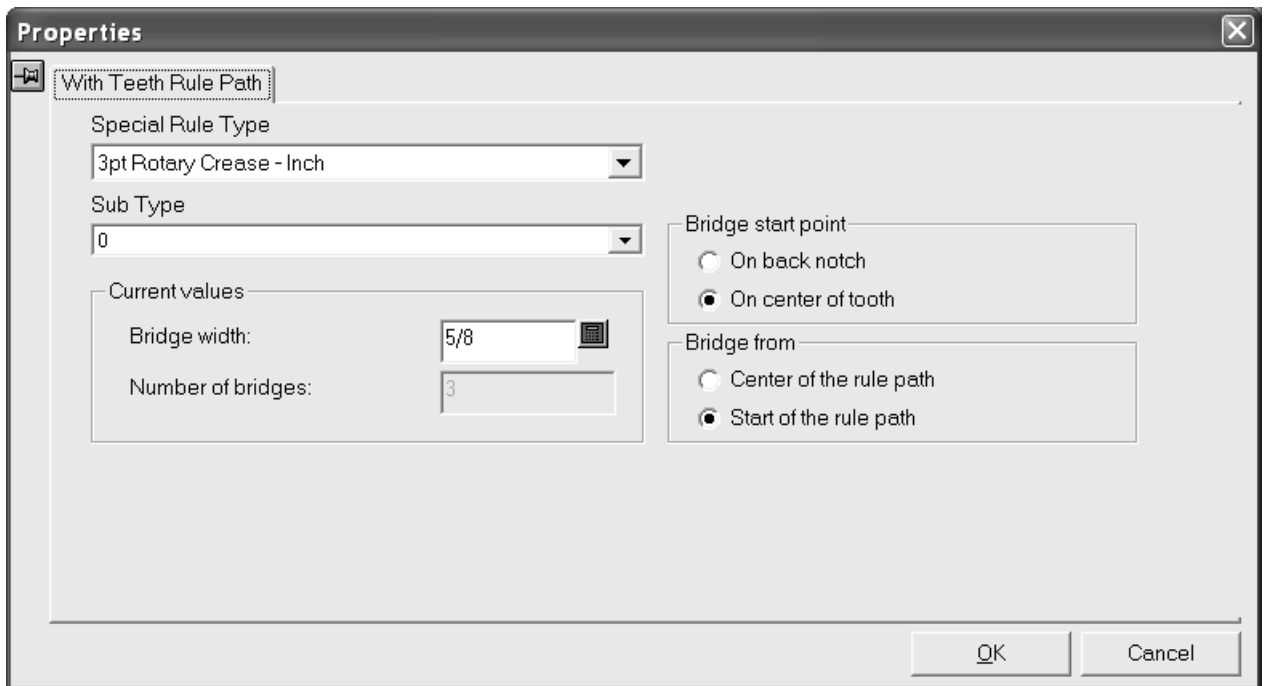 Properties
With Teeth Rule Path
Special Rule Type
3pt Rotary Crease - Inch
Sub Type
0
Current values
Bridge width:
5/8
Number of bridges:
3
Bridge start point
On back notch
On center of tooth
Bridge from
Center of the rule path
Start of the rule path
OK
Cancel